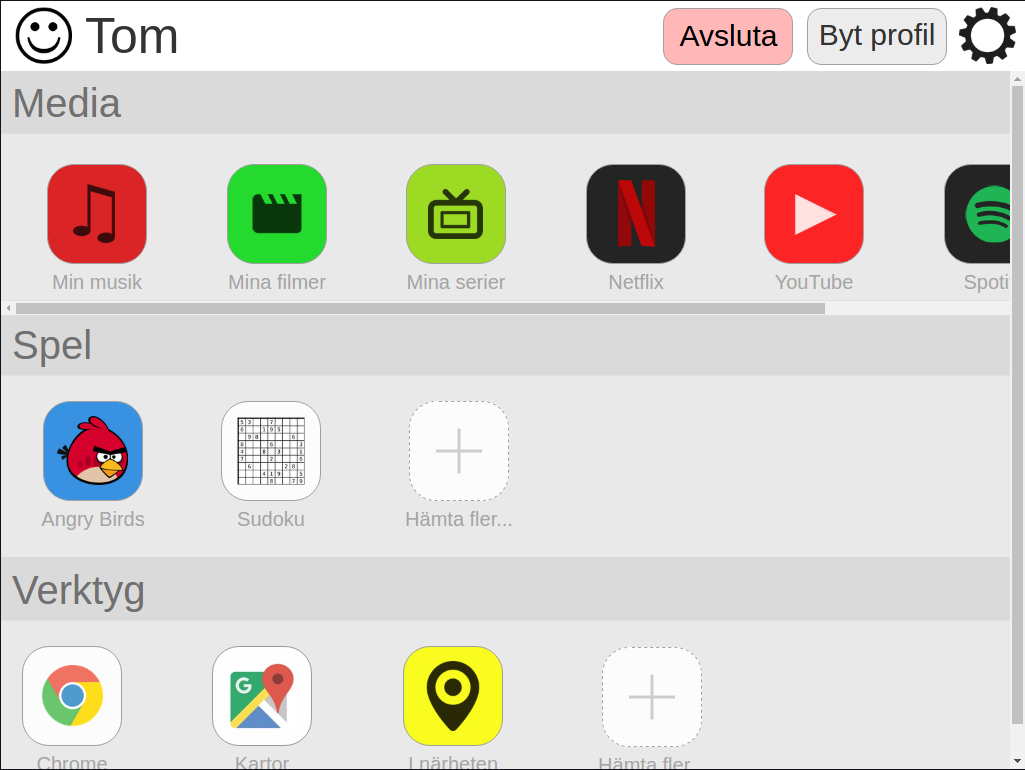 Tom
Avsluta
Byt profil
Media
Min musik
Mina filmer
Mina serier
Netflix
YouTube
Spoti
Spel
Angry Birds
Sudoku
Hämta fler...
Verktyg
Chrome
Kartor
I närheten
Hämta fler